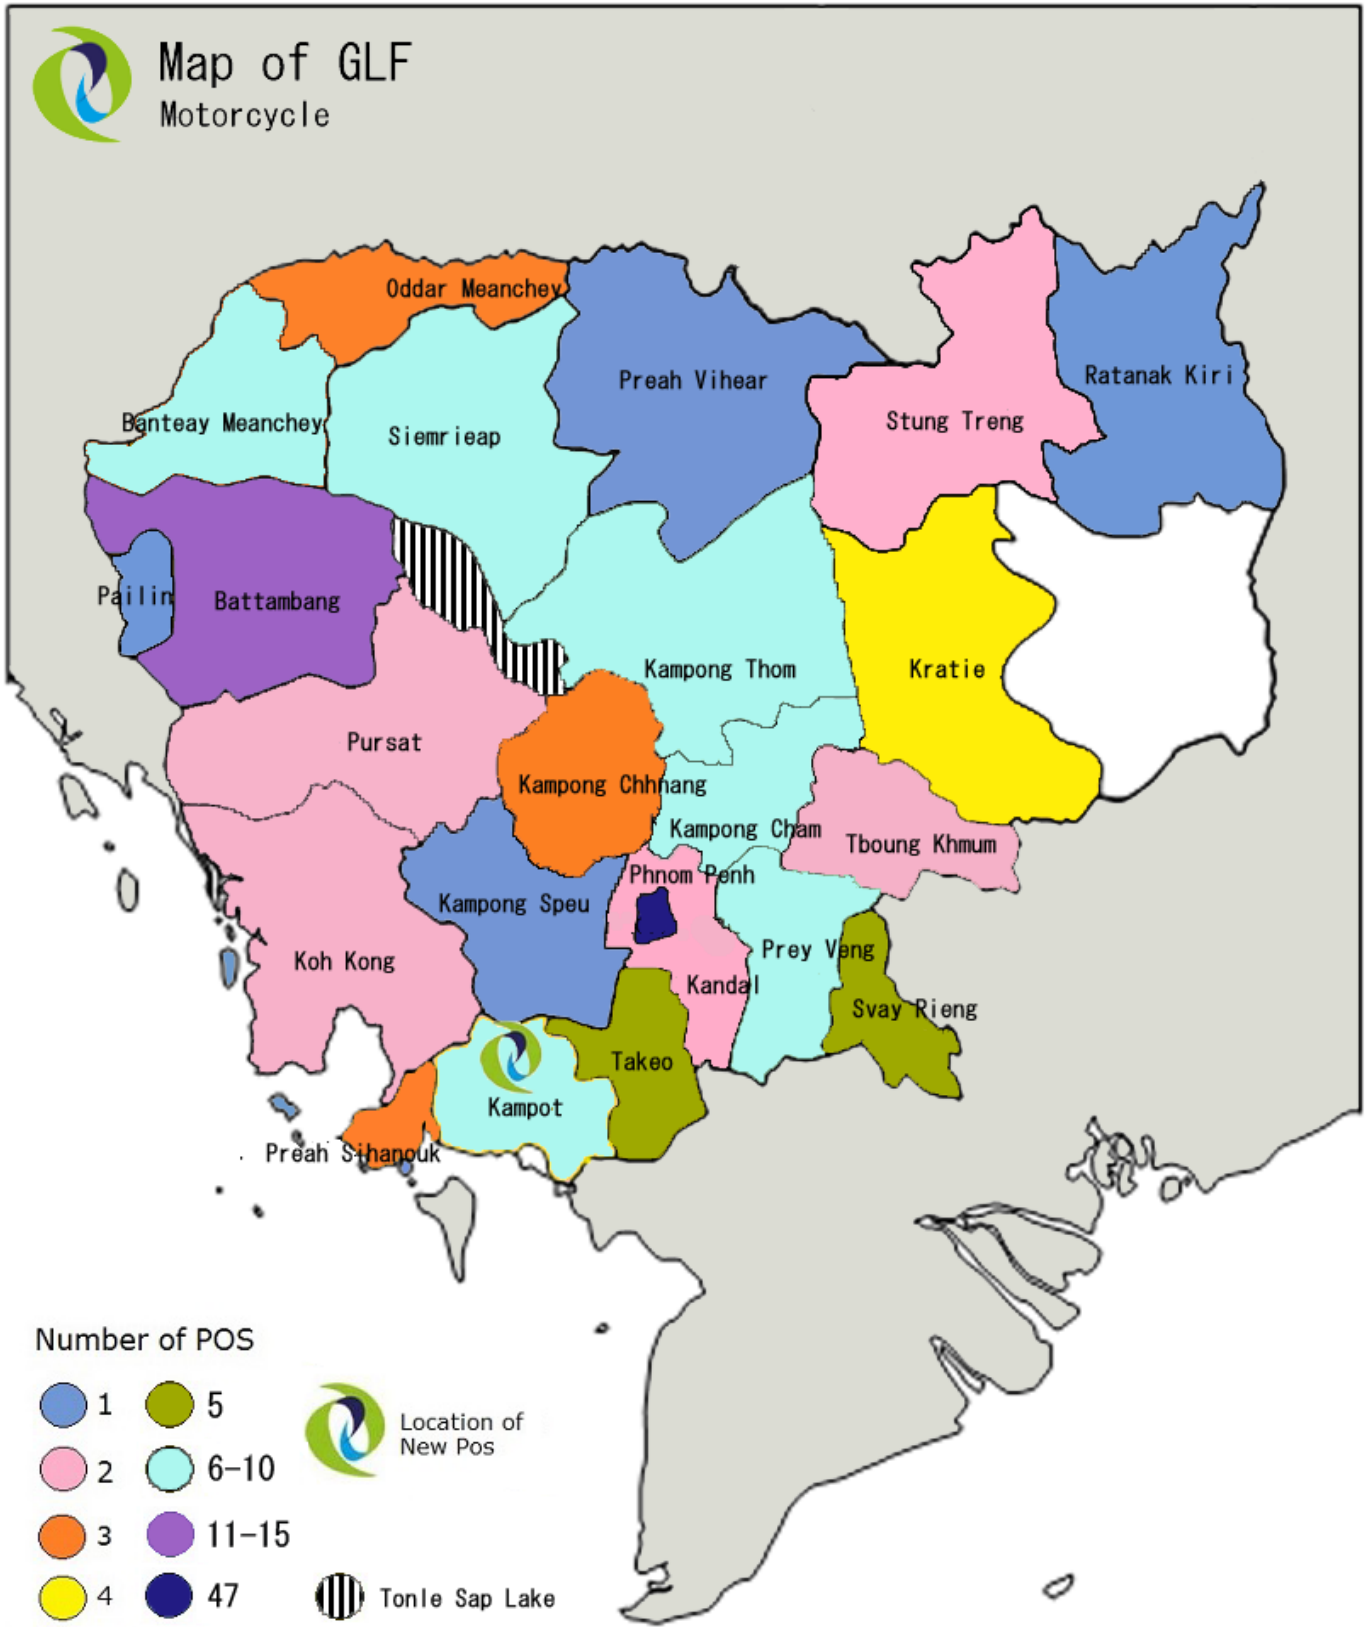 Map of GLF
Motorcycle
Oddar Meanchey
Preah Vihear
Ratanak Kiri
Stung Treng
Banteay Meanchey
Siemrieap
Pailin
Battambang
Kampong Thom
Kratie
Pursat
Kampong Chhnang
Kampong Cham
Tboung Khmum
Phnom Penh
Kampong Speu
Prey Veng
Koh Kong
Kandal
Svay Rieng
Takeo
Kampot
Preah Sihanouk
Number of POS
1
5
Location of
New Pos
2
6-10
3
11-15
4
47
Tonle Sap Lake